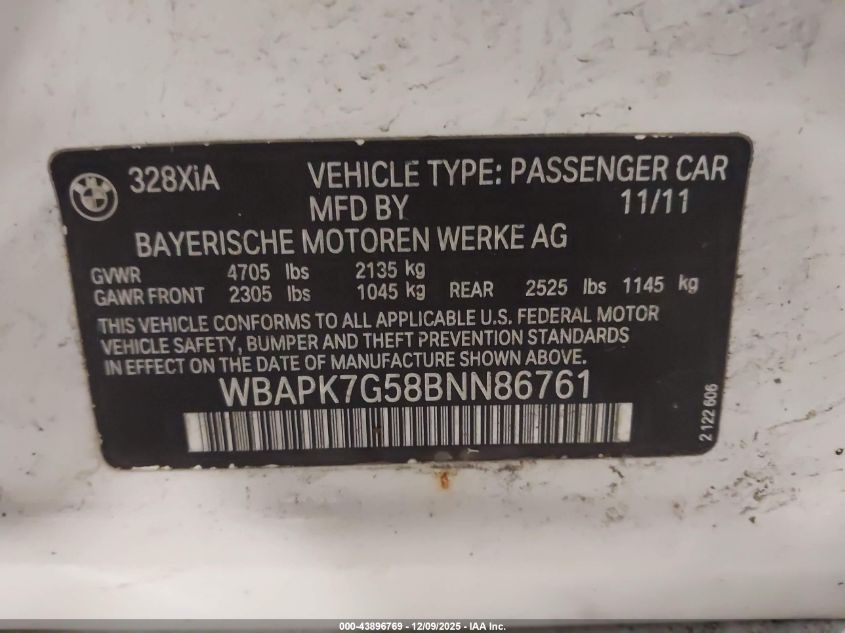 328XiA VEHICLE TYPE: PASSENGER CAR
MFD BY 11/11
BAYERISCHE MOTOREN WERKE AG
GVWR 4705 lbs 2135 kg
GAWR FRONT 2305 lbs 1045 kg REAR 2525 lbs 1145 kg
THIS VEHICLE CONFORMS TO ALL APPLICABLE U.S. FEDERAL MOTOR
VEHICLE SAFETY, BUMPER AND THEFT PREVENTION STANDARDS
IN EFFECT ON THE DATE OF MANUFACTURE SHOWN ABOVE.
WBAPK7G58BNN86761
2 122 606
000-43896769 - 12/09/2025 - IAA Inc.